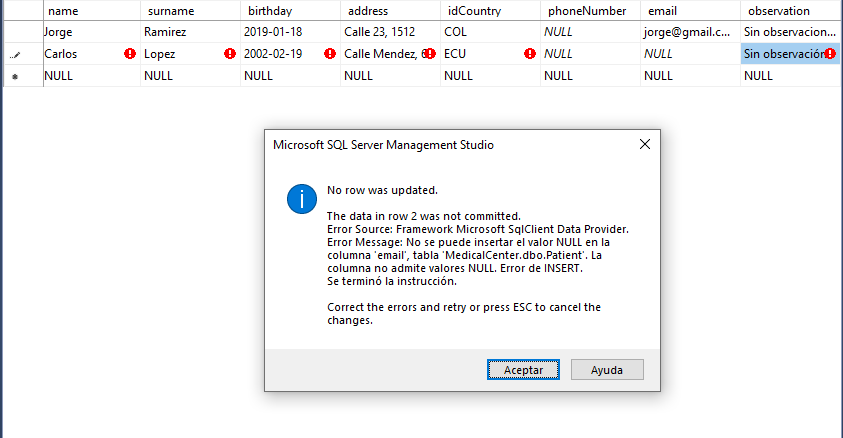 name surname birthday address idCountry phoneNumber email observation
Jorge Ramirez 2019-01-18 Calle 23, 1512 COL NULL jorge@gmail.c... Sin observacion...
Carlos Lopez 2002-02-19 Calle Mendez, ECU NULL NULL Sin observación
NULL NULL NULL NULL NULL NULL NULL NULL
Microsoft SQL Server Management Studio
No row was updated.
The data in row 2 was not committed.
Error Source: Framework Microsoft SqlClient Data Provider.
Error Message: No se puede insertar el valor NULL en la
columna 'email', tabla 'MedicalCenter.dbo.Patient'. La
columna no admite valores NULL. Error de INSERT.
Se terminó la instrucción.
Correct the errors and retry or press ESC to cancel the
changes.
Aceptar Ayuda